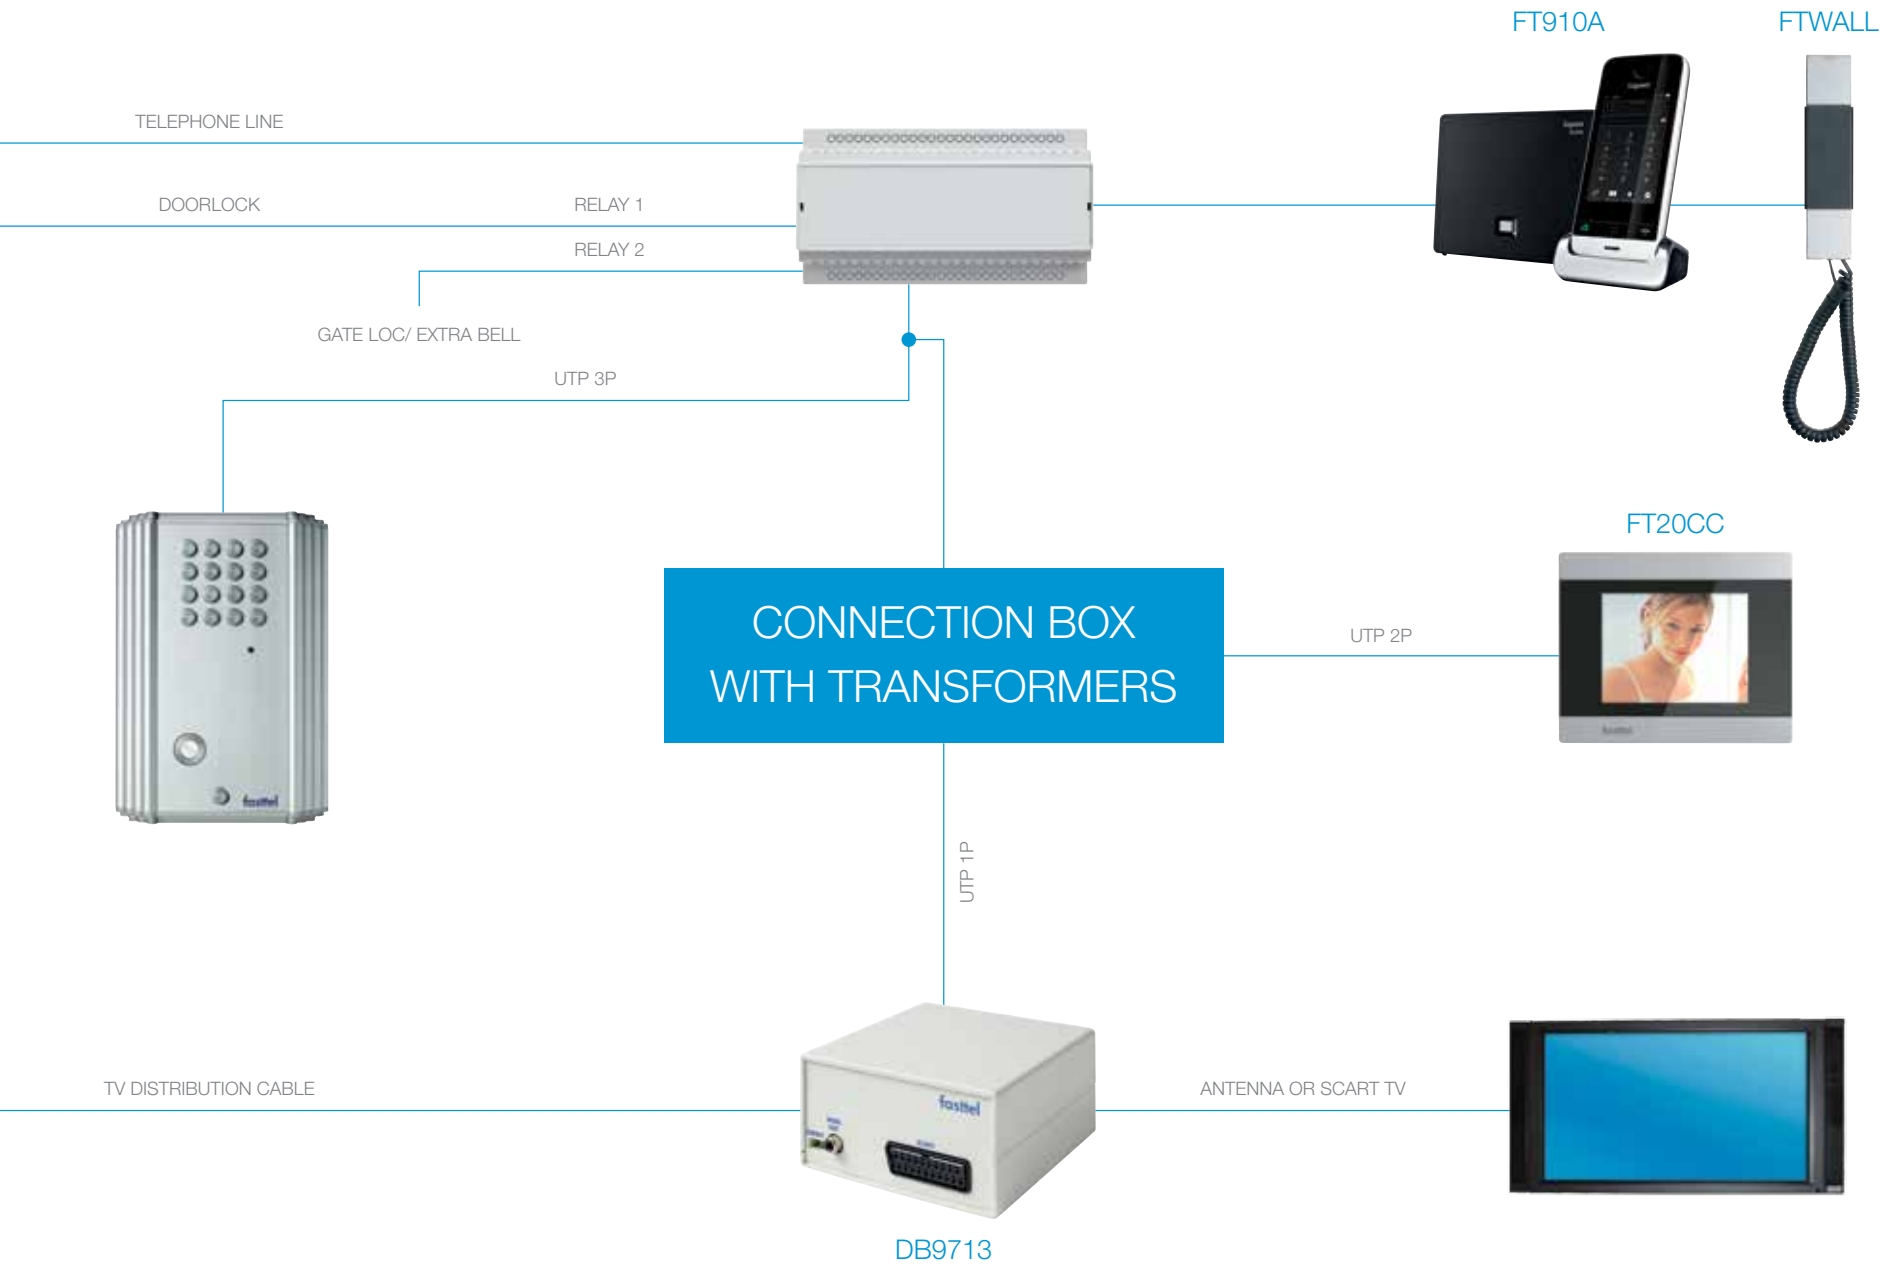 FT910A
FTWALL
TELEPHONE LINE
DOORLOCK
RELAY 1
RELAY 2
GATE LOC/ EXTRA BELL
UTP 3P
FT20CC
CONNECTION BOX
WITH TRANSFORMERS
UTP 2P
fasttel
fasttel
UTP 1P
TV DISTRIBUTION CABLE
ANTENNA OR SCART TV
fasttel
DB9713